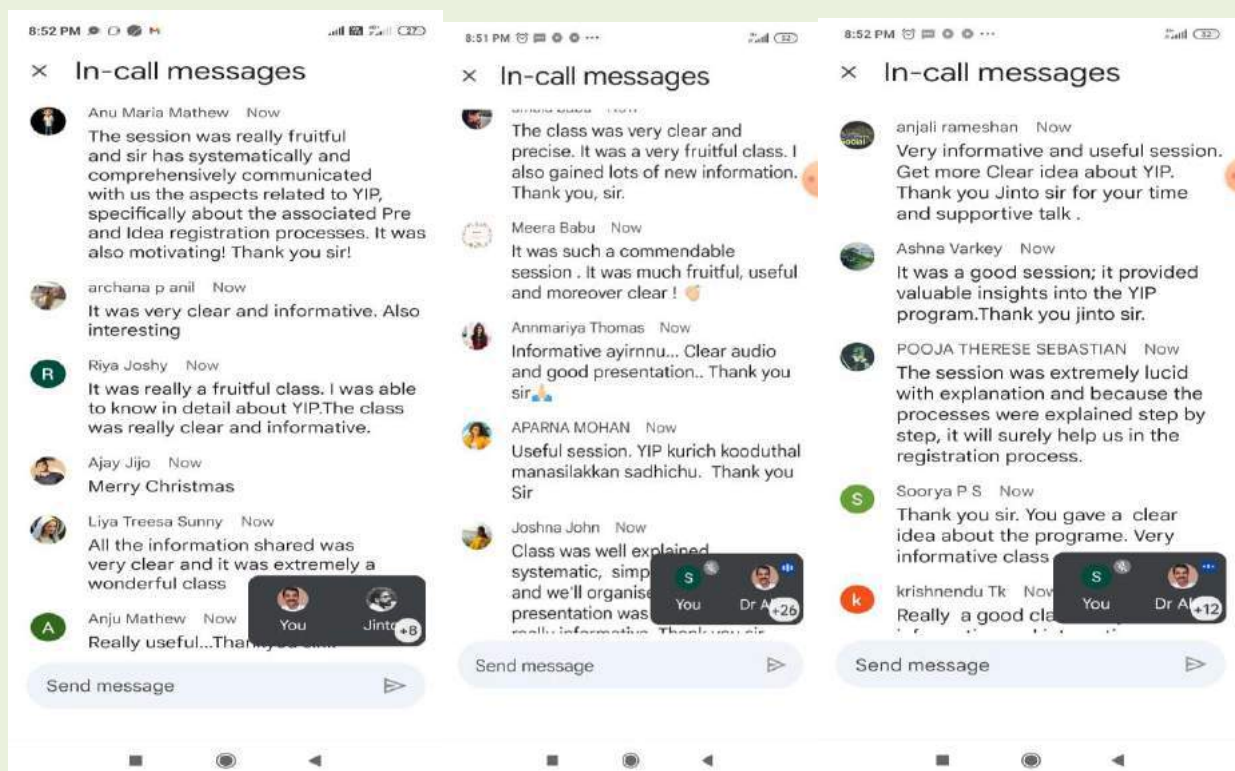 8:52 PM
27
In-call messages
Anu Maria Mathew Now
The session was really fruitful
and sir has systematically and
comprehensively communicated
with us the aspects related to YIP,
specifically about the associated Pre
and Idea registration processes. It was
also motivating! Thank you sir!
archana p anil Now
It was very clear and informative. Also
interesting
R
Riya Joshy Now
It was really a fruitful class. I was able
to know in detail about YIP.The class
was really clear and informative.
Ajay Jijo Now
Merry Christmas
Liya Treesa Sunny Now
All the information shared was
very clear and it was extremely a
wonderful class
A
Anju Mathew Now
Really useful...
You
Jinto
+8
Send message
8:51 PM
32
In-call messages
The class was very clear and
precise. It was a very fruitful class. I
also gained lots of new information.
Thank you, sir.
Meera Babu Now
It was such a commendable
session . It was much fruitful, useful
and moreover clear !
Annmariya Thomas Now
Informative ayirnnu... Clear audio
and good presentation.. Thank you
sir
APARNA MOHAN Now
Useful session. YIP kurich kooduthal
manasilakkan sadhichu. Thank you
Sir
Joshna John Now
Class was well explained
systematic, simp
and we'll organise
presentation was
really informative. Thank you sir
S
You
Dr A
+26
Send message
8:52 PM
32
In-call messages
anjali rameshan Now
Very informative and useful session.
Get more Clear idea about YIP.
Thank you Jinto sir for your time
and supportive talk .
Ashna Varkey Now
It was a good session; it provided
valuable insights into the YIP
program.Thank you jinto sir.
POOJA THERESE SEBASTIAN Now
The session was extremely lucid
with explanation and because the
processes were explained step by
step, it will surely help us in the
registration process.
S
Soorya P S Now
Thank you sir. You gave a clear
idea about the programe. Very
informative class
k
krishnendu Tk Now
Really a good cla
S
You
Dr Al
+12
Send message